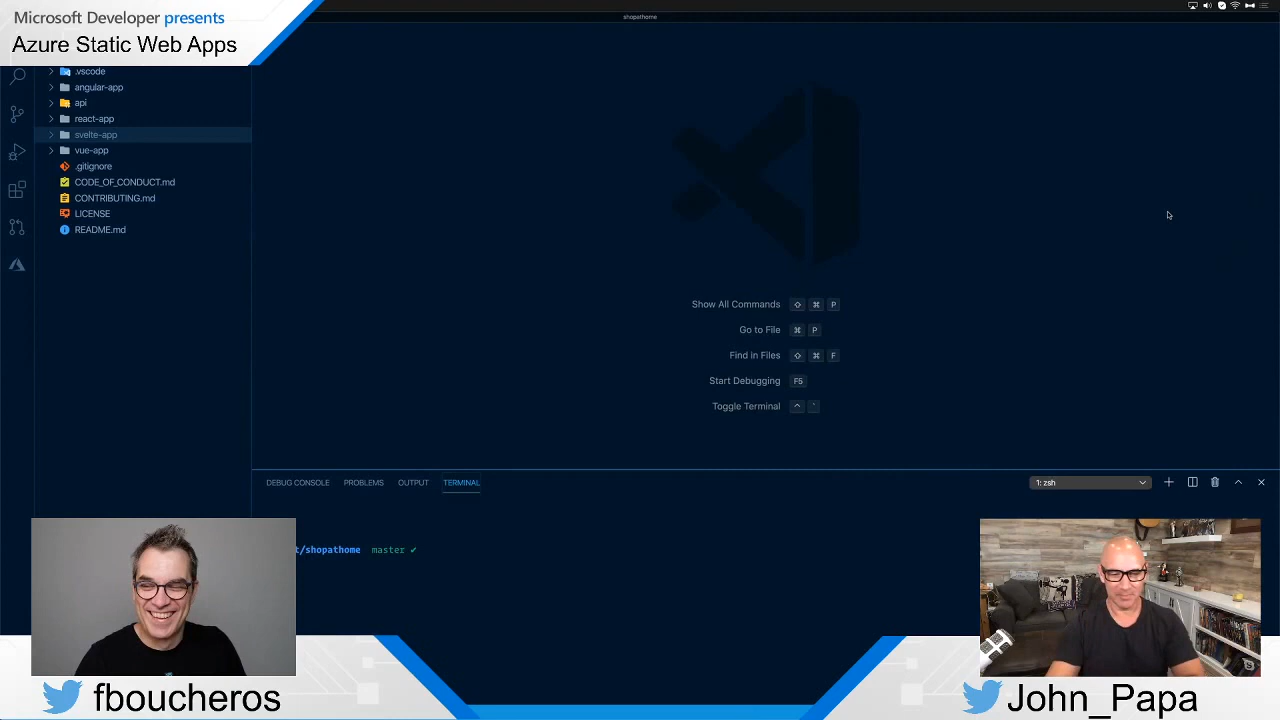 Microsoft Developer presents
Azure Static Web Apps
shopathome
.vscode
angular-app
api
react-app
svelte-app
vue-app
.gitignore
CODE_OF_CONDUCT.md
CONTRIBUTING.md
LICENSE
README.md
Show All Commands ⇧ ⌘ P
Go to File ⌘ P
Find in Files ⇧ ⌘ F
Start Debugging F5
Toggle Terminal ^ `
DEBUG CONSOLE PROBLEMS OUTPUT TERMINAL
1: zsh
t/shopathome master ✔
fboucheros
John_Papa